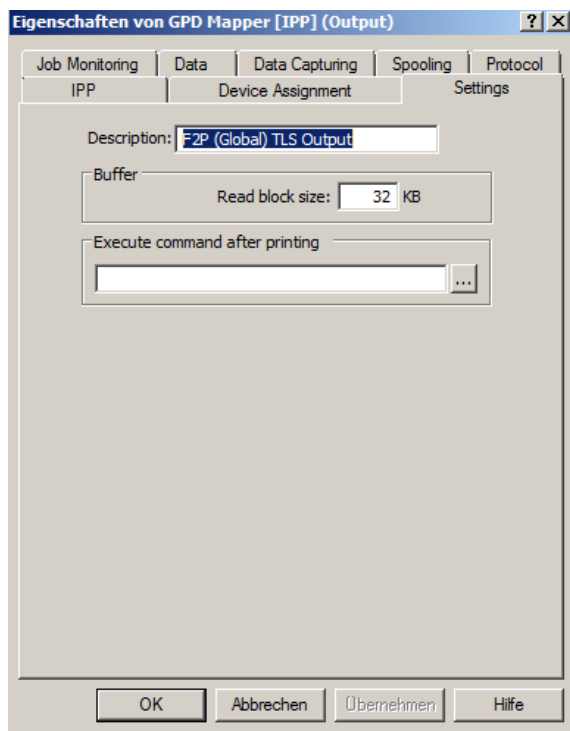 Eigenschaften von GPD Mapper [IPP] (Output)
Job Monitoring Data Data Capturing Spooling Protocol
IPP Device Assignment Settings
Description: F2P (Global) TLS Output
Buffer
Read block size: 32 KB
Execute command after printing
...
OK Abbrechen Übernehmen Hilfe